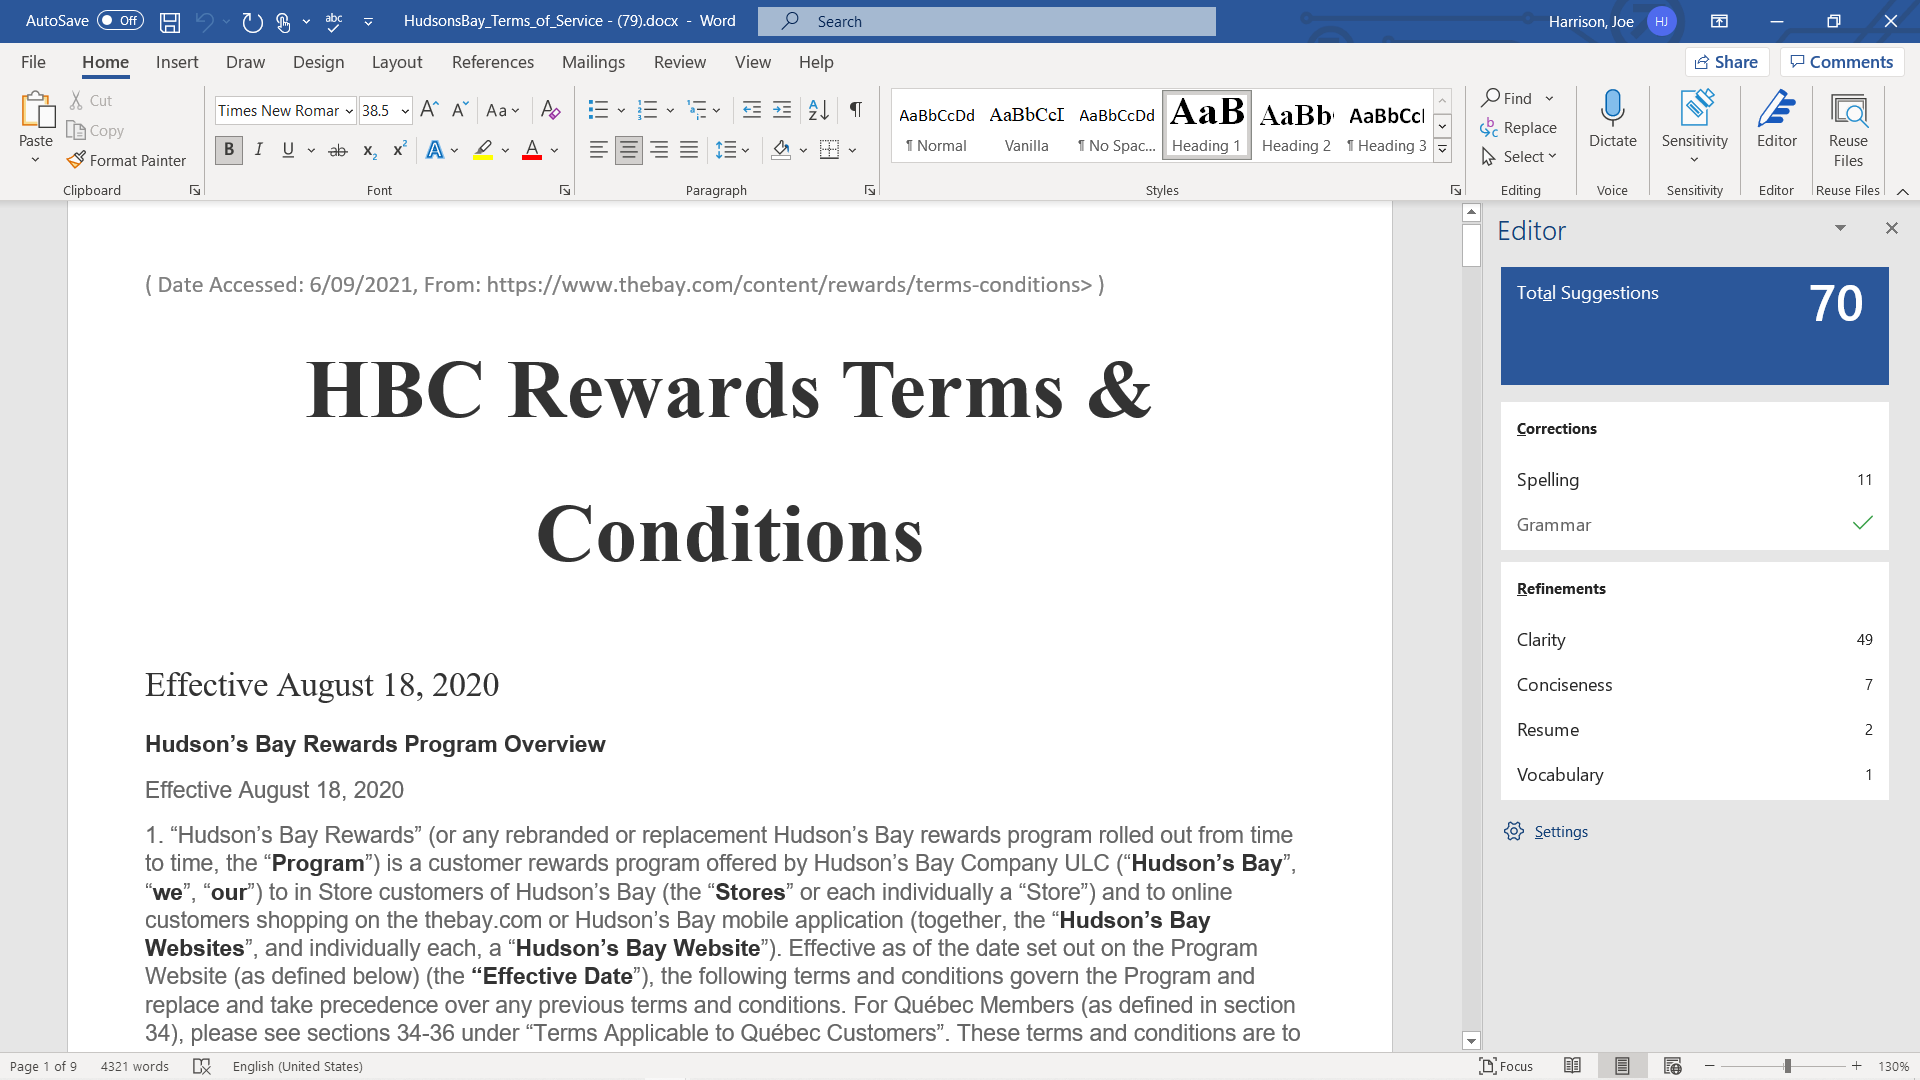 AutoSave Off abc HudsonsBay_Terms_of_Service - (79).docx - Word Search Harrison, Joe HJ
File Home Insert Draw Design Layout References Mailings Review View Help Share Comments
Paste
Cut
Copy
Format Painter
Clipboard
Times New Romar 38.5 A A Aa A
B I U ab x2 x2 A A
Font
Paragraph
AaBbCcDd AaBbCcI AaBbCcDd AaB AaBb AaBbCc
¶ Normal Vanilla ¶ No Spac... Heading 1 Heading 2 ¶ Heading 3
Styles
Find
Replace
Select
Editing
Dictate
Voice
Sensitivity
Sensitivity
Editor
Editor
Reuse
Files
Reuse Files
( Date Accessed: 6/09/2021, From: https://www.thebay.com/content/rewards/terms-conditions> )
HBC Rewards Terms &
Conditions
Effective August 18, 2020
Hudson’s Bay Rewards Program Overview
Effective August 18, 2020
1. “Hudson’s Bay Rewards” (or any rebranded or replacement Hudson’s Bay rewards program rolled out from time
to time, the “Program”) is a customer rewards program offered by Hudson’s Bay Company ULC (“Hudson’s Bay”,
“we”, “our”) to in Store customers of Hudson’s Bay (the “Stores” or each individually a “Store”) and to online
customers shopping on the thebay.com or Hudson’s Bay mobile application (together, the “Hudson’s Bay
Websites”, and individually each, a “Hudson’s Bay Website”). Effective as of the date set out on the Program
Website (as defined below) (the “Effective Date”), the following terms and conditions govern the Program and
replace and take precedence over any previous terms and conditions. For Québec Members (as defined in section
34), please see sections 34-36 under “Terms Applicable to Québec Customers”. These terms and conditions are to
Editor
Total Suggestions 70
Corrections
Spelling 11
Grammar
Refinements
Clarity 49
Conciseness 7
Resume 2
Vocabulary 1
Settings
Page 1 of 9 4321 words English (United States) Focus 130%